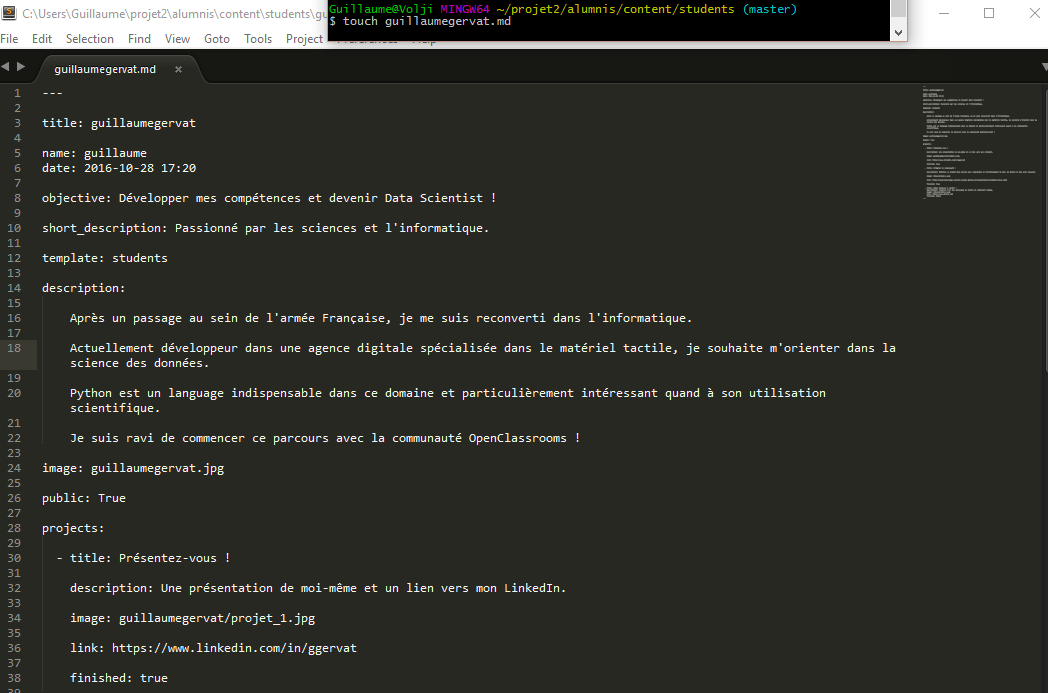 C:\Users\Guillaume\projet2\alumnis\content\students\gu
Guillaume@Volji MINGW64 ~/projet2/alumnis/content/students (master)
$ touch guillaumegervat.md
File Edit Selection Find View Goto Tools Project
guillaumegervat.md
1 ---
2
3 title: guillaumegervat
4
5 name: guillaume
6 date: 2016-10-28 17:20
7
8 objective: Développer mes compétences et devenir Data Scientist !
9
10 short_description: Passionné par les sciences et l'informatique.
11
12 template: students
13
14 description:
15
16 Après un passage au sein de l'armée Française, je me suis reconverti dans l'informatique.
17
18 Actuellement développeur dans une agence digitale spécialisée dans le matériel tactile, je souhaite m'orienter dans la
science des données.
19
20 Python est un language indispensable dans ce domaine et particulièrement intéressant quand à son utilisation
scientifique.
21
22 Je suis ravi de commencer ce parcours avec la communauté OpenClassrooms !
23
24 image: guillaumegervat.jpg
25
26 public: True
27
28 projects:
29
30 - title: Présentez-vous !
31
32 description: Une présentation de moi-même et un lien vers mon LinkedIn.
33
34 image: guillaumegervat/projet_1.jpg
35
36 link: https://www.linkedin.com/in/ggervat
37
38 finished: true
39